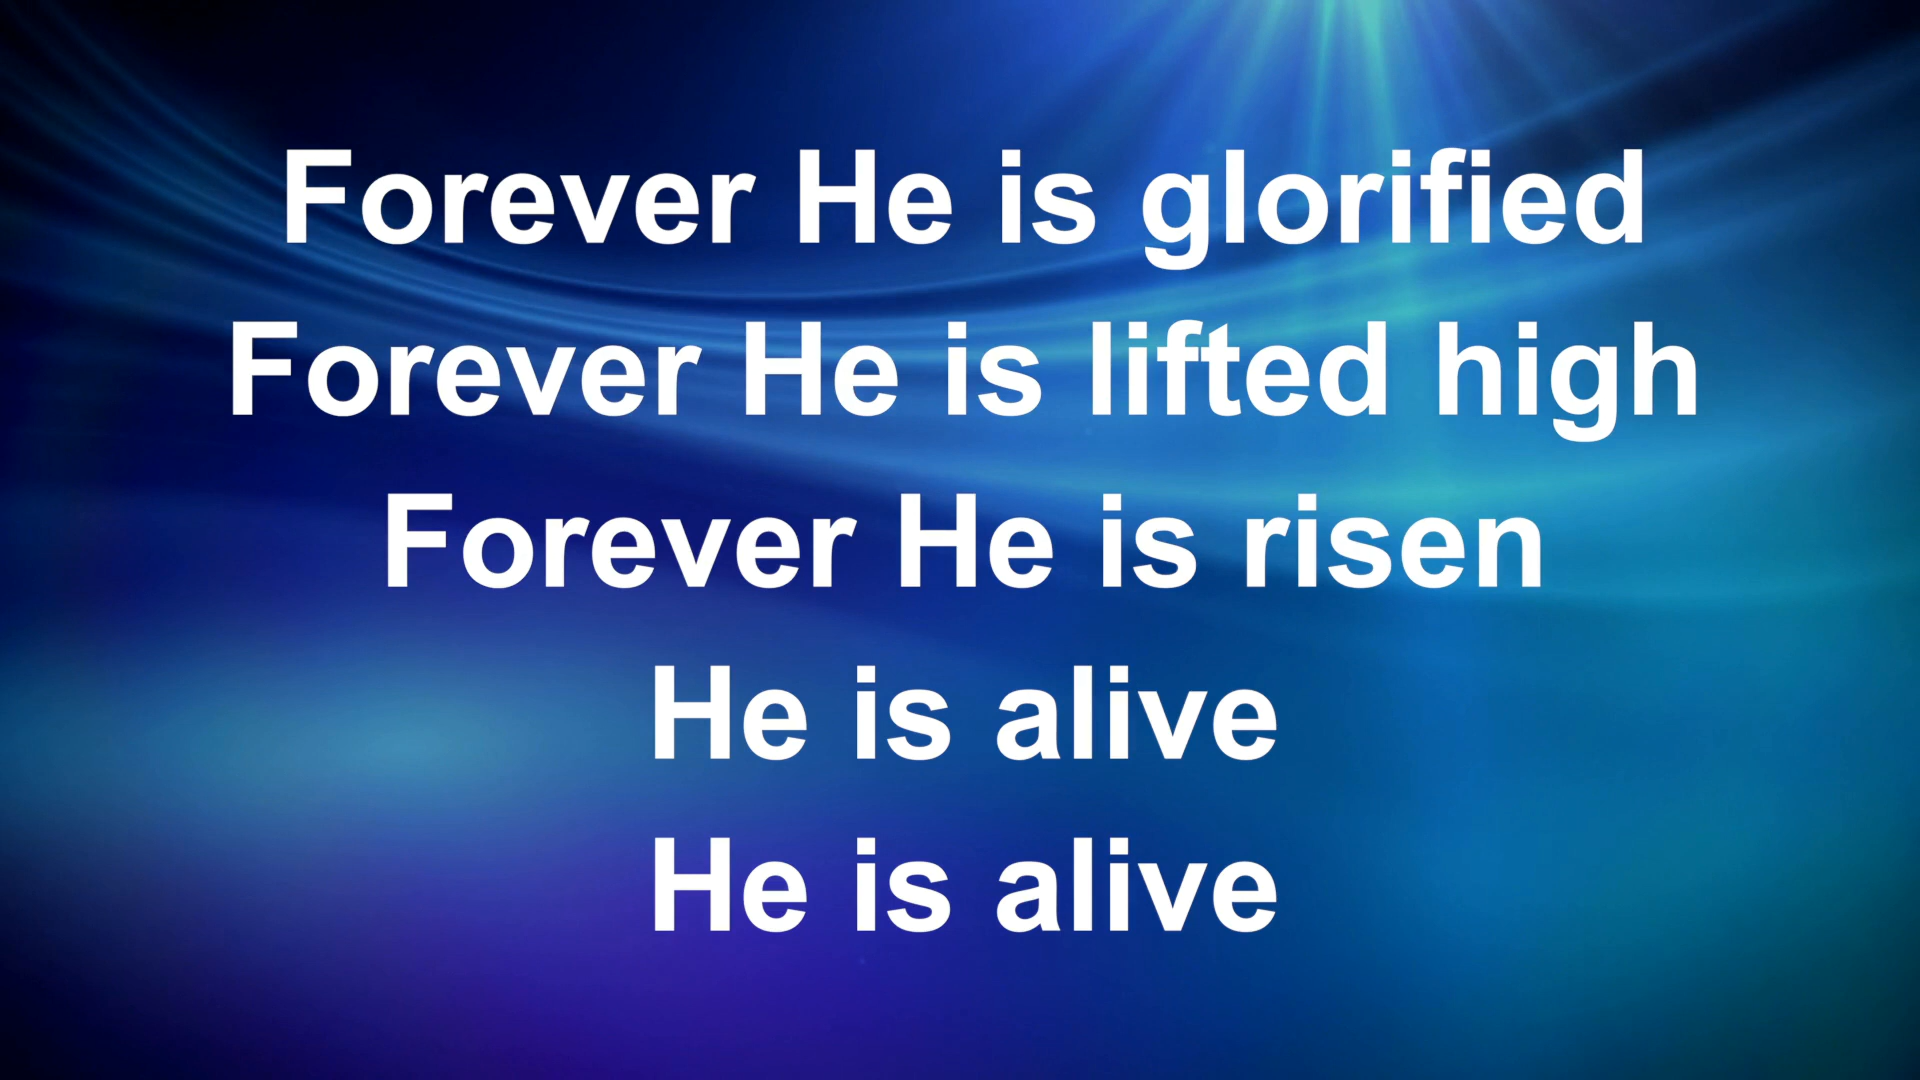 Forever He is glorified
Forever He is lifted high
Forever He is risen
He is alive
He is alive